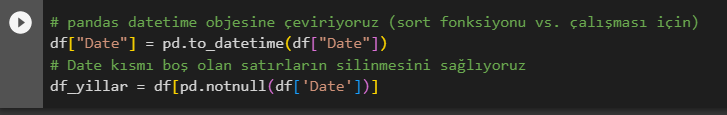 # pandas datetime objesine çeviriyoruz (sort fonksiyonu vs. çalışması için)
df["Date"] = pd.to_datetime(df["Date"])
# Date kısmı boş olan satırların silinmesini sağlıyoruz
df_yillar = df[pd.notnull(df['Date'])]